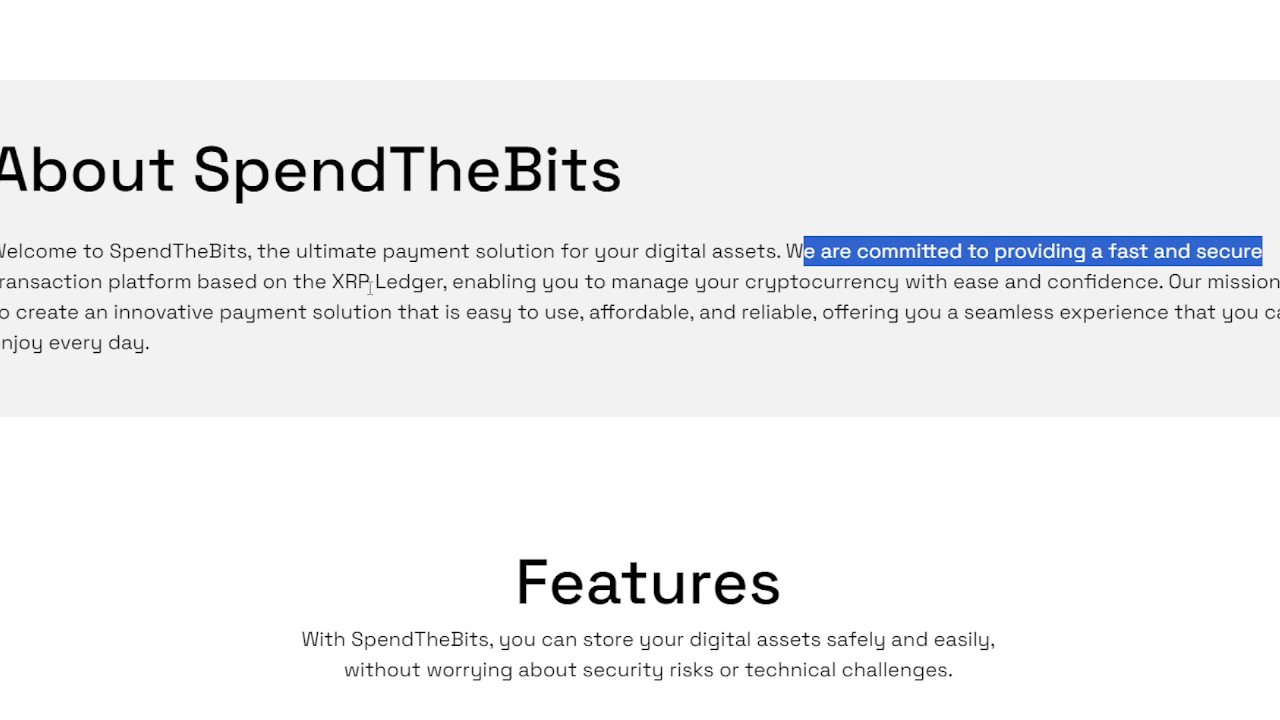 About SpendTheBits
Welcome to SpendTheBits, the ultimate payment solution for your digital assets. We are committed to providing a fast and secure
ransaction platform based on the XRP Ledger, enabling you to manage your cryptocurrency with ease and confidence. Our mission
o create an innovative payment solution that is easy to use, affordable, and reliable, offering you a seamless experience that you ca
njoy every day.
Features
With SpendTheBits, you can store your digital assets safely and easily,
without worrying about security risks or technical challenges.